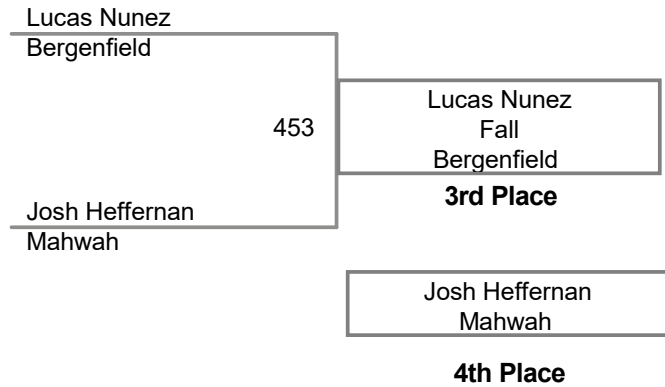 Lucas Nunez
Bergenfield
453
Lucas Nunez
Fall
Bergenfield
3rd Place
Josh Heffernan
Mahwah
Josh Heffernan
Mahwah
4th Place